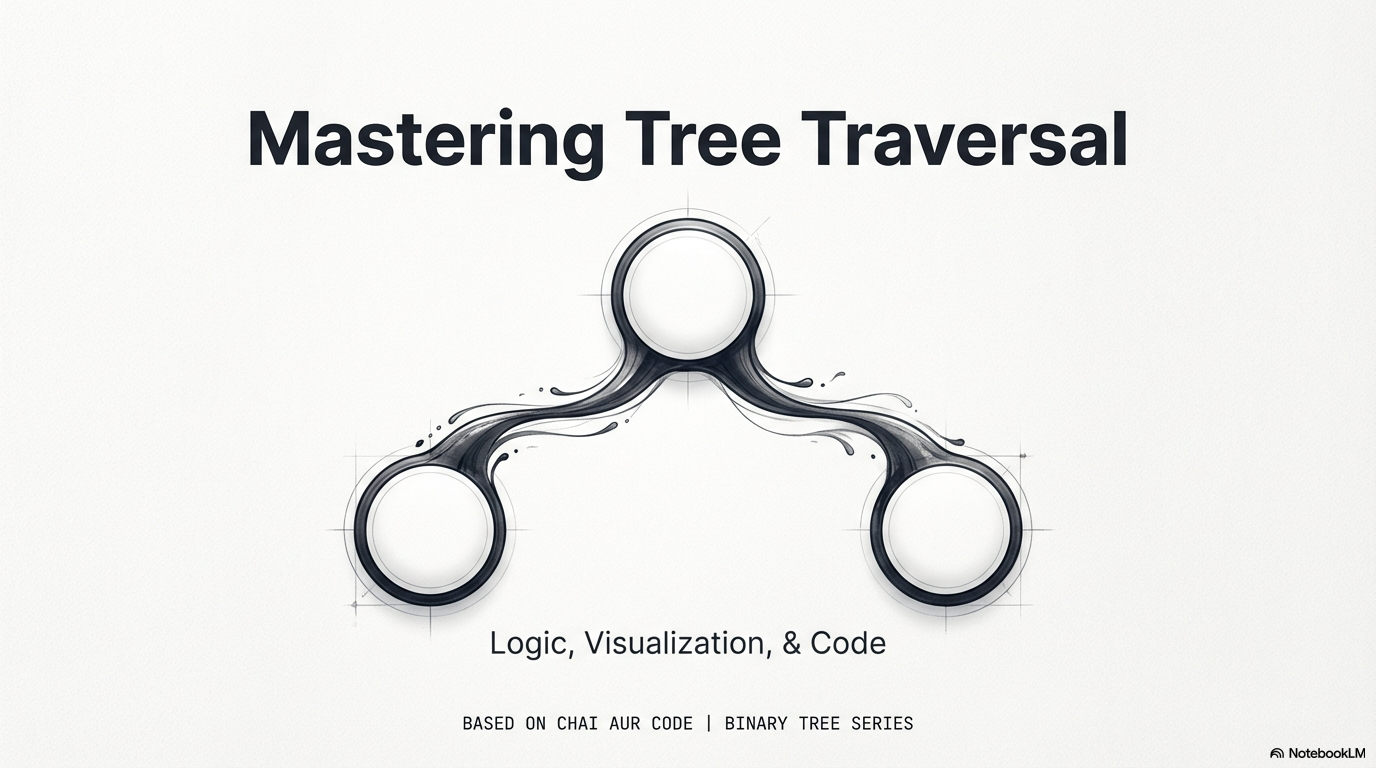 Mastering Tree Traversal
Logic, Visualization, & Code
BASED ON CHAI AUR CODE | BINARY TREE SERIES
NotebookLM